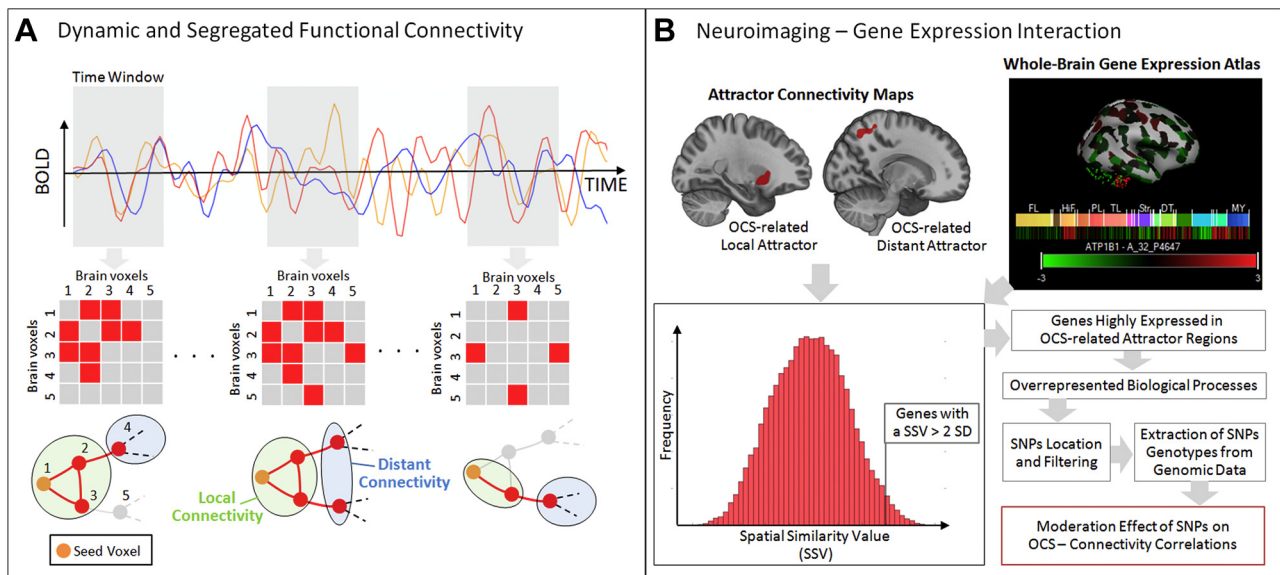 A Dynamic and Segregated Functional Connectivity
Time Window
BOLD
TIME
Brain voxels
1 2 3 4 5
Brain voxels
1
2
3
4
5
Brain voxels
1 2 3 4 5
Brain voxels
1
2
3
4
5
Brain voxels
1 2 3 4 5
Brain voxels
1
2
3
4
5
. . .
. . .
1
2
3
4
5
Local
Connectivity
Distant
Connectivity
Seed Voxel
B Neuroimaging – Gene Expression Interaction
Attractor Connectivity Maps
OCS-related
Local Attractor
OCS-related
Distant Attractor
Whole-Brain Gene Expression Atlas
FL HiF PL TL Str DT MY
ATP1B1 - A_32_P4647
-3 3
Frequency
Genes with
a SSV > 2 SD
Spatial Similarity Value
(SSV)
Genes Highly Expressed in
OCS-related Attractor Regions
Overrepresented Biological Processes
SNPs Location
and Filtering
Extraction of SNPs
Genotypes from
Genomic Data
Moderation Effect of SNPs on
OCS – Connectivity Correlations